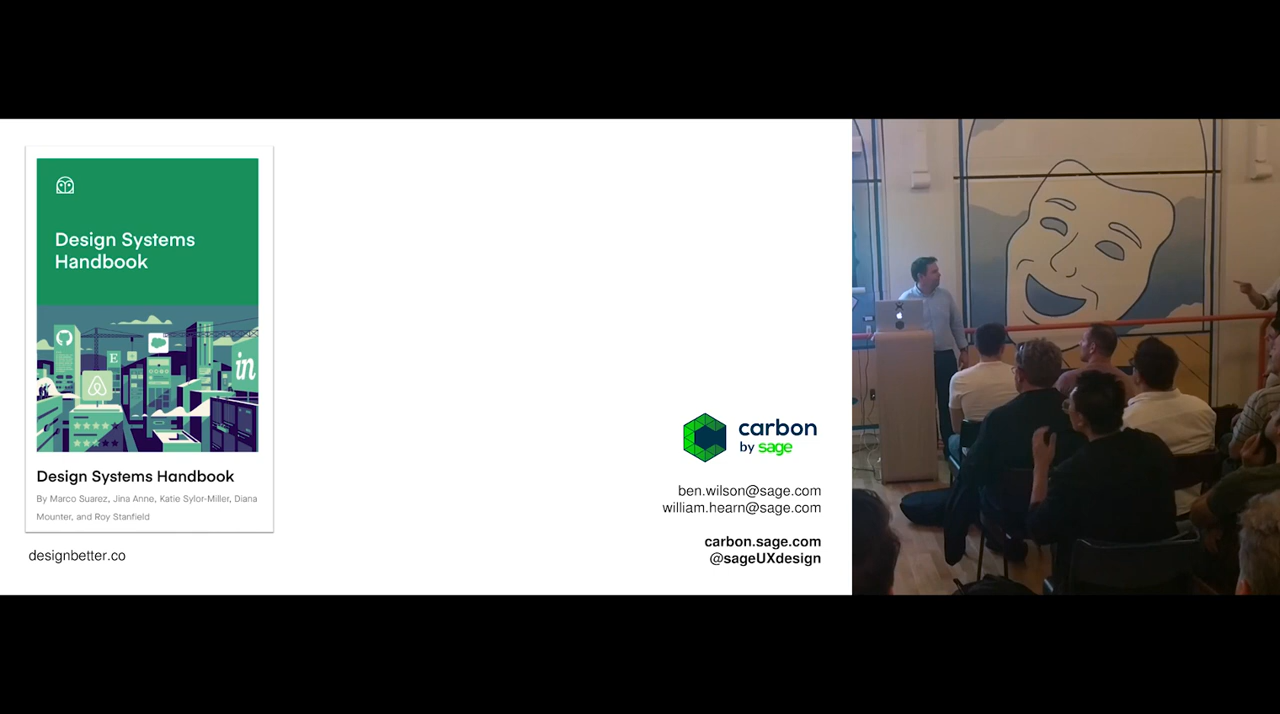 Design Systems
Handbook
E
in
Design Systems Handbook
By Marco Suarez, Jina Anne, Katie Sylor-Miller, Diana
Mounter, and Roy Stanfield
designbetter.co
carbon
by sage
ben.wilson@sage.com
william.hearn@sage.com
carbon.sage.com
@sageUXdesign